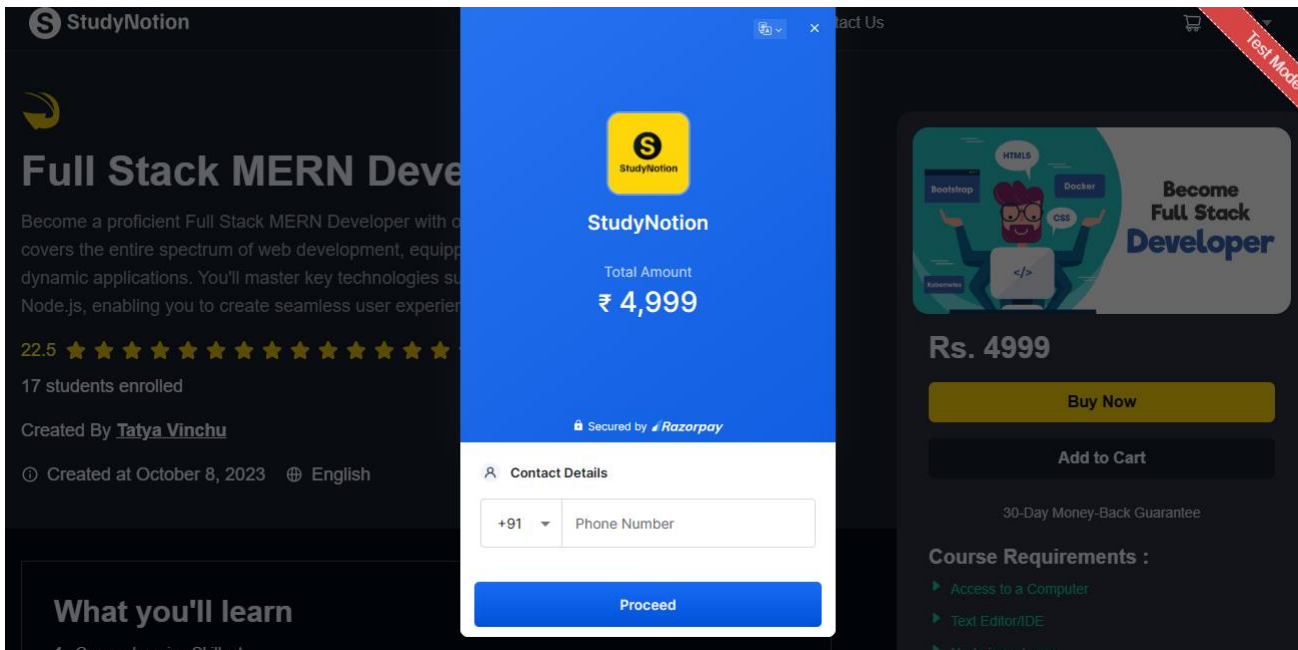 StudyNotion
tact Us
Test Mode
Full Stack MERN Deve
Become a proficient Full Stack MERN Developer with o
covers the entire spectrum of web development, equipp
dynamic applications. You'll master key technologies su
Node.js, enabling you to create seamless user experien
22.5
17 students enrolled
Created By Tatya Vinchu
Created at October 8, 2023 English
What you'll learn
StudyNotion
StudyNotion
Total Amount
₹ 4,999
Secured by Razorpay
Contact Details
+91 Phone Number
Proceed
HTML5
Bootstrap
Docker
CSS
</>
Kubernetes
Become
Full Stack
Developer
Rs. 4999
Buy Now
Add to Cart
30-Day Money-Back Guarantee
Course Requirements :
Access to a Computer
Text Editor/IDE